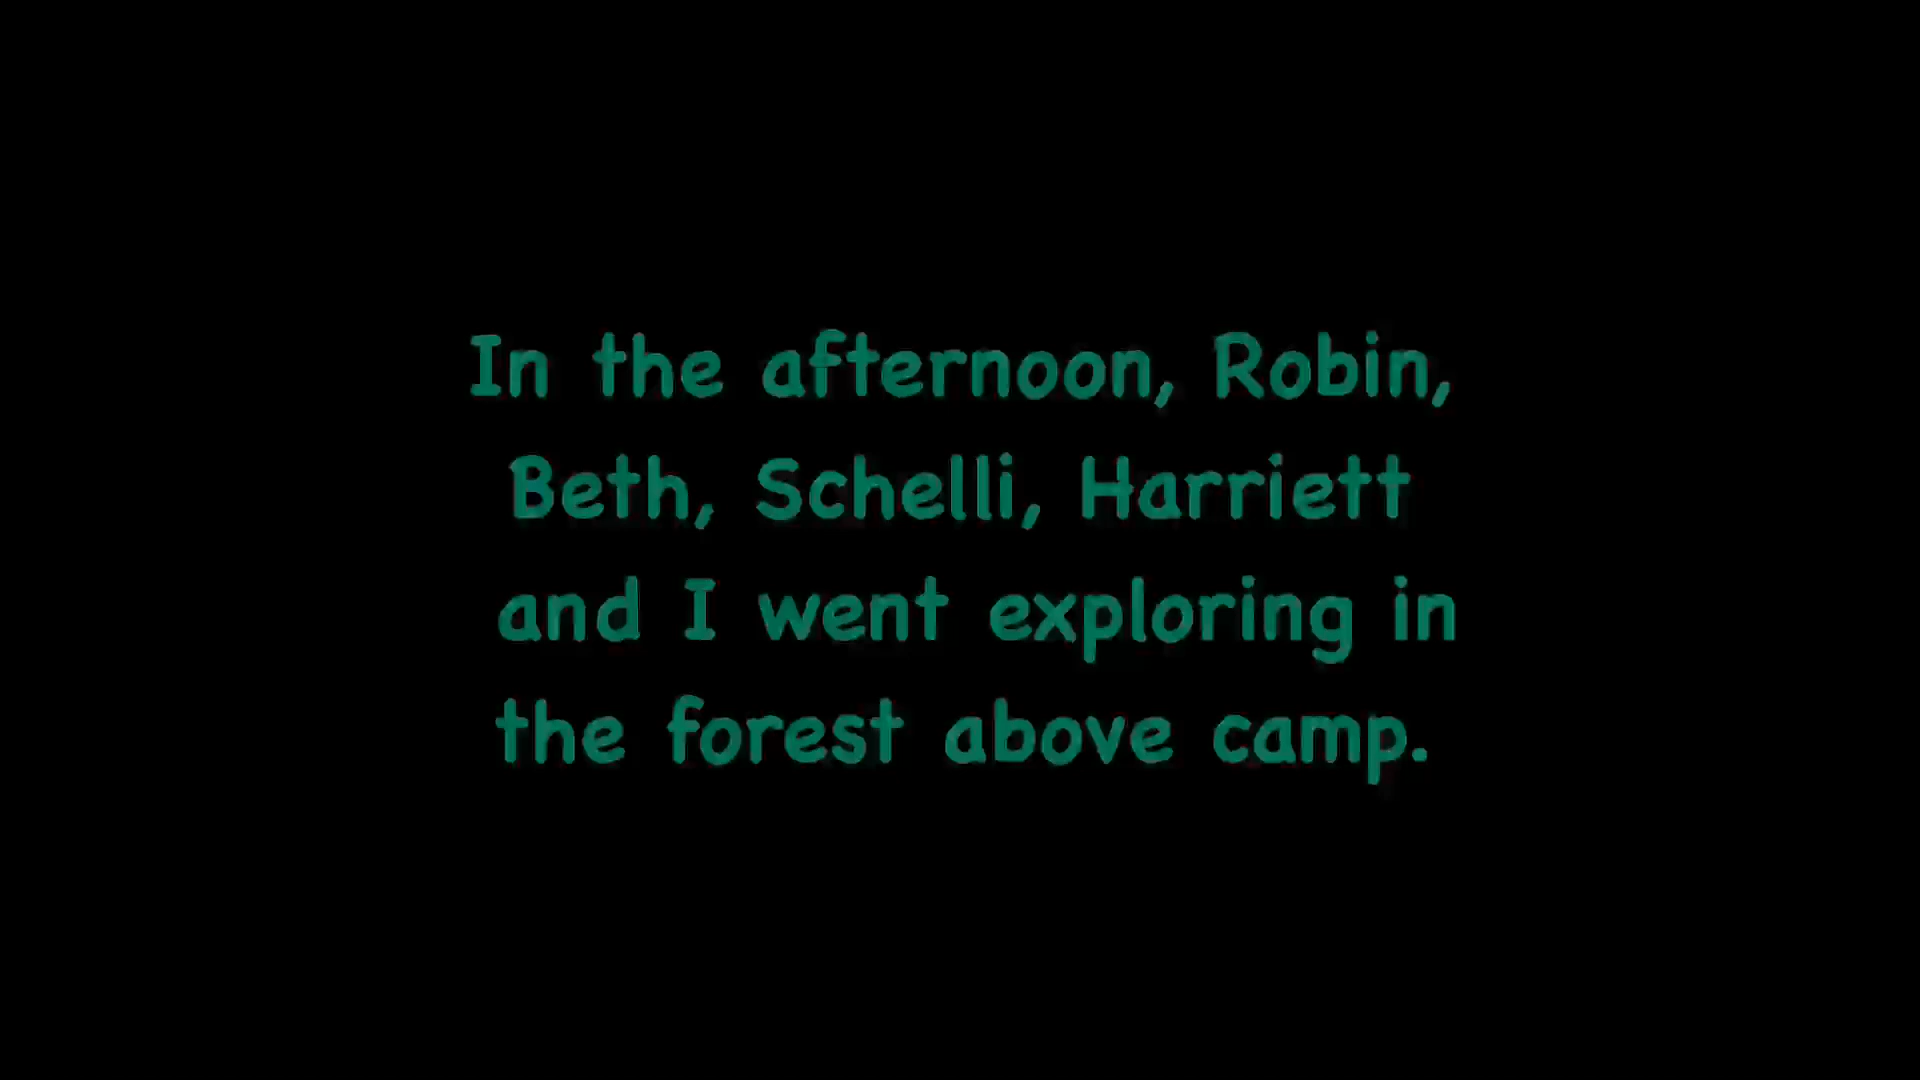 In the afternoon, Robin,
Beth, Schelli, Harriett
and I went exploring in
the forest above camp.